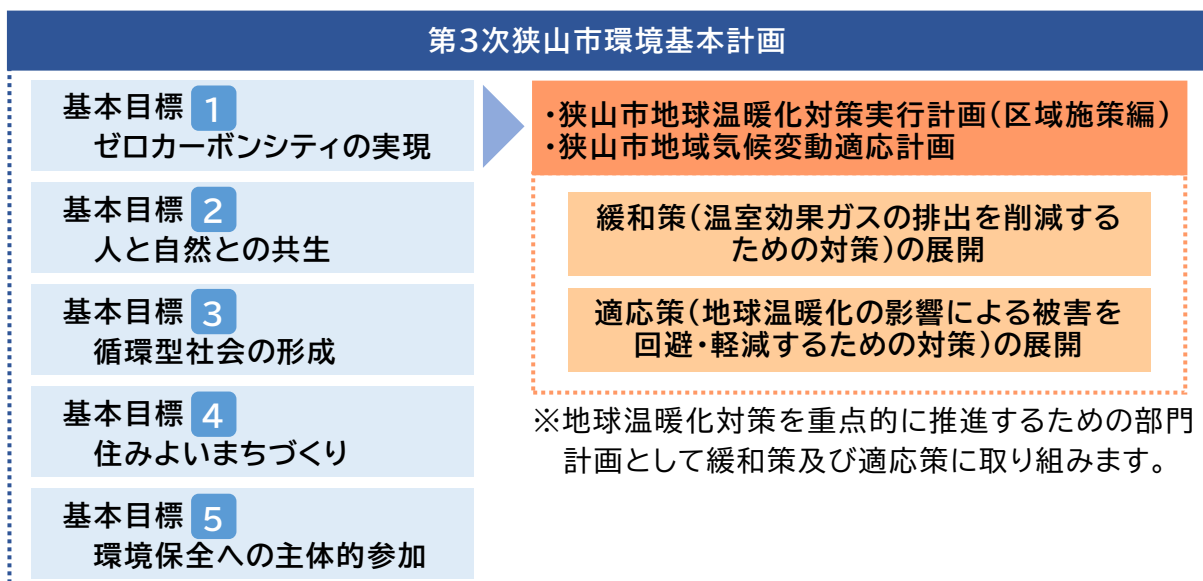 第3次狭山市環境基本計画
基本目標 1
ゼロカーボンシティの実現
基本目標 2
人と自然との共生
基本目標 3
循環型社会の形成
基本目標 4
住みよいまちづくり
基本目標 5
環境保全への主体的参加
・狭山市地球温暖化対策実行計画(区域施策編)
・狭山市地域気候変動適応計画
緩和策(温室効果ガスの排出を削減する
ための対策)の展開
適応策(地球温暖化の影響による被害を
回避・軽減するための対策)の展開
※地球温暖化対策を重点的に推進するための部門
計画として緩和策及び適応策に取り組みます。